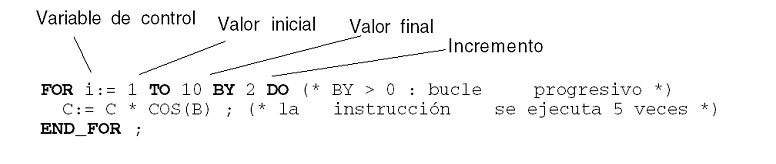 Variable de control
Valor inicial
Valor final
Incremento
FOR i:= 1 TO 10 BY 2 DO (* BY > 0 : bucle progresivo *)
C:= C * COS(B) ; (* la instrucción se ejecuta 5 veces *)
END_FOR ;